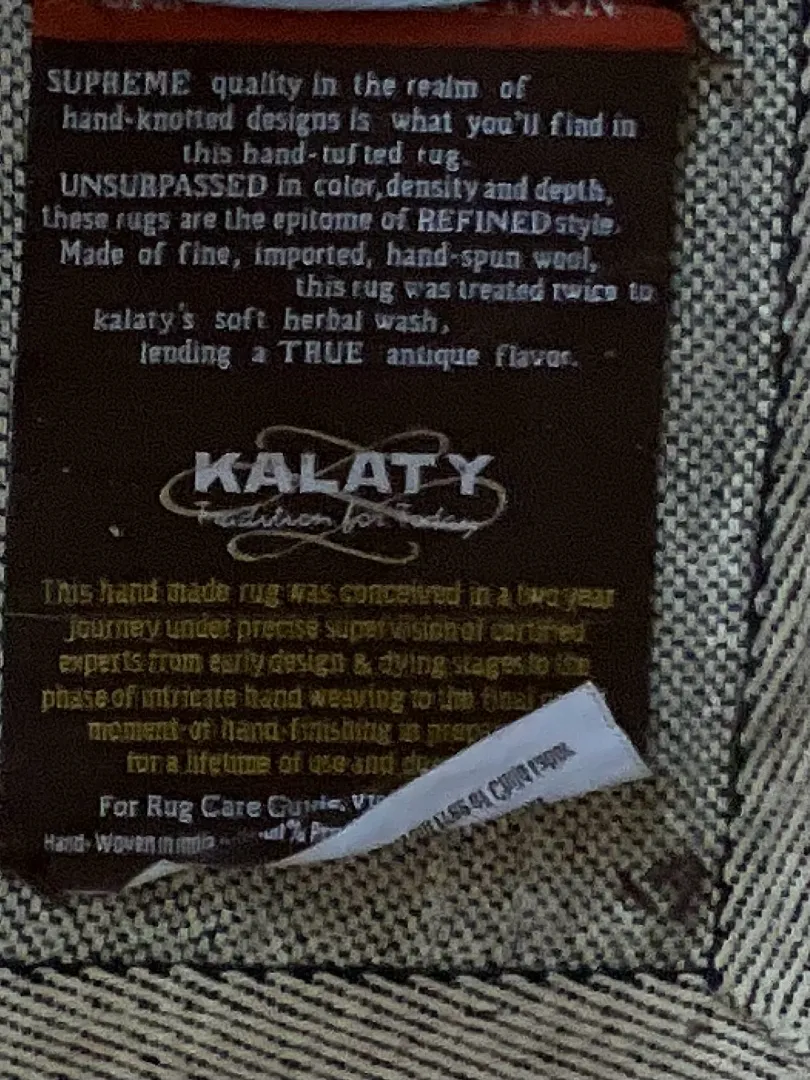 SUPREME quality in the realm of
hand-knotted designs is what you'll find in
this hand-tufted rug.
UNSURPASSED in color, density and depth,
these rugs are the epitome of REFINED style.
Made of fine, imported, hand-spun wool,
this rug was treated twice to
kalaty's soft herbal wash,
lending a TRUE antique flavor.
KALATY
Tradition for Today
This hand made rug was conceived in a two year
journey under precise supervision of certified
experts from early design & dying stages to the
phase of intricate hand weaving to the final
moment of hand-finishing in
for a lifetime of use and
For Rug Care Guide,
Hand-Woven in India